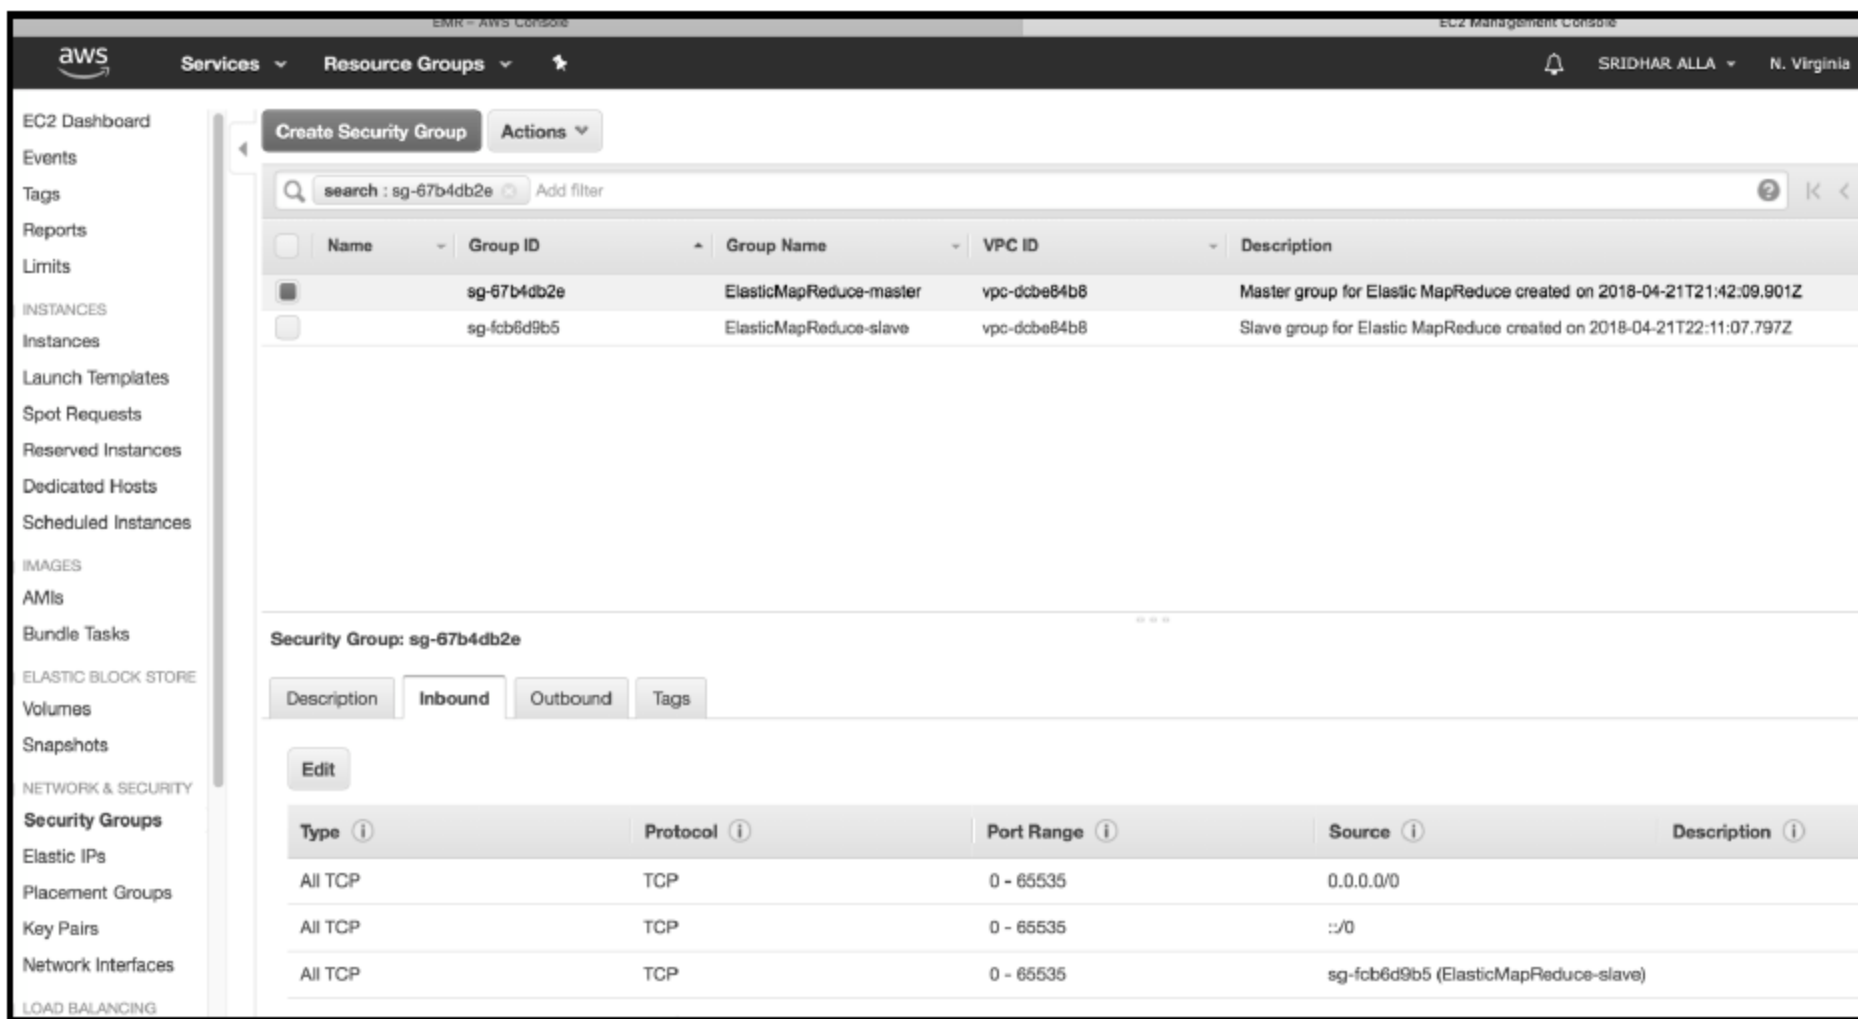 EMR – AWS Console
EC2 Management Console
aws
Services
Resource Groups
SRIDHAR ALLA
N. Virginia
EC2 Dashboard
Events
Tags
Reports
Limits
INSTANCES
Instances
Launch Templates
Spot Requests
Reserved Instances
Dedicated Hosts
Scheduled Instances
IMAGES
AMIs
Bundle Tasks
ELASTIC BLOCK STORE
Volumes
Snapshots
NETWORK & SECURITY
Security Groups
Elastic IPs
Placement Groups
Key Pairs
Network Interfaces
LOAD BALANCING
Create Security Group
Actions
search : sg-67b4db2e Add filter
Name Group ID Group Name VPC ID Description
sg-67b4db2e ElasticMapReduce-master vpc-dcbe84b8 Master group for Elastic MapReduce created on 2018-04-21T21:42:09.901Z
sg-fcb6d9b5 ElasticMapReduce-slave vpc-dcbe84b8 Slave group for Elastic MapReduce created on 2018-04-21T22:11:07.797Z
Security Group: sg-67b4db2e
Description Inbound Outbound Tags
Edit
Type Protocol Port Range Source Description
All TCP TCP 0 - 65535 0.0.0.0/0
All TCP TCP 0 - 65535 ::/0
All TCP TCP 0 - 65535 sg-fcb6d9b5 (ElasticMapReduce-slave)